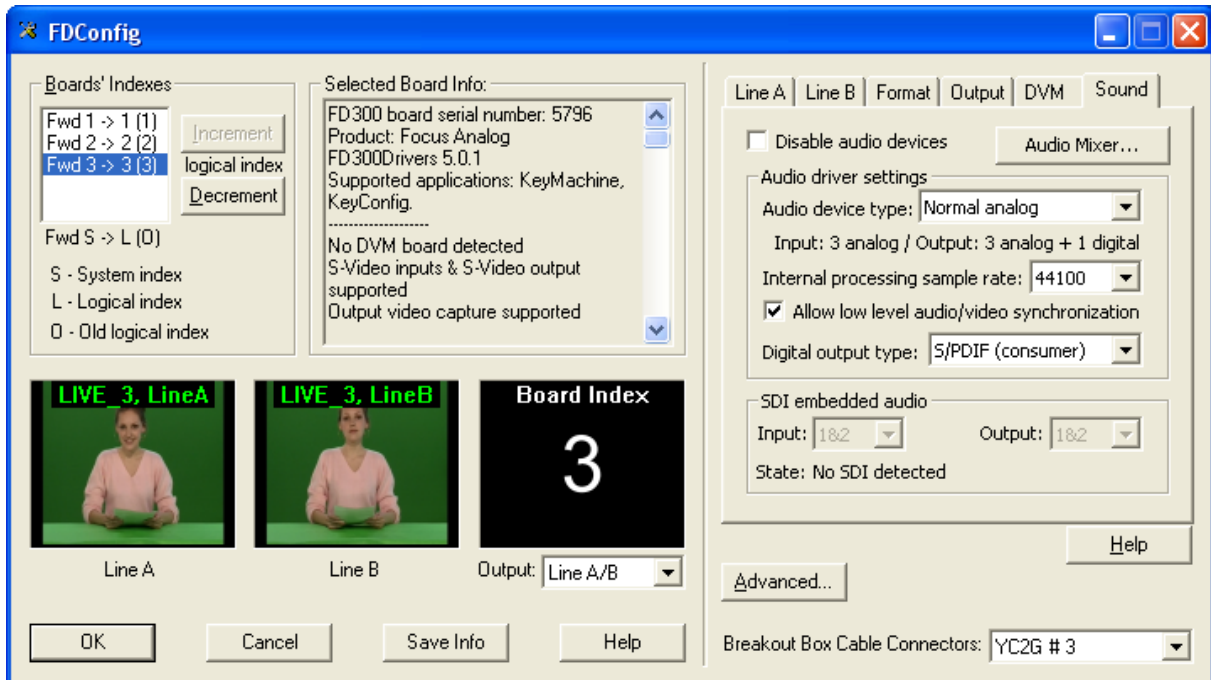 FDConfig
Boards' Indexes
Fwd 1 -> 1 (1)
Fwd 2 -> 2 (2)
Fwd 3 -> 3 (3)
Increment
logical index
Decrement
Fwd S -> L (O)
S - System index
L - Logical index
O - Old logical index
Selected Board Info:
FD300 board serial number: 5796
Product: Focus Analog
FD300Drivers 5.0.1
Supported applications: KeyMachine,
KeyConfig.
-------------------
No DVM board detected
S-Video inputs & S-Video output
supported
Output video capture supported
LIVE_3, LineA
LIVE_3, LineB
Board Index
3
Line A
Line B
Output: Line A/B
OK
Cancel
Save Info
Help
Line A
Line B
Format
Output
DVM
Sound
Disable audio devices
Audio Mixer...
Audio driver settings
Audio device type: Normal analog
Input: 3 analog / Output: 3 analog + 1 digital
Internal processing sample rate: 44100
Allow low level audio/video synchronization
Digital output type: S/PDIF (consumer)
SDI embedded audio
Input: 1&2 Output: 1&2
State: No SDI detected
Help
Advanced...
Breakout Box Cable Connectors: YC2G # 3